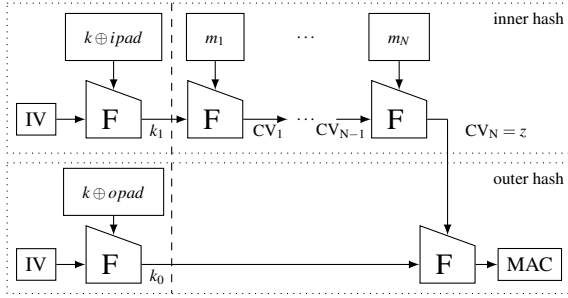 inner hash
k ⊕ ipad
m₁
···
m_N
IV
F
k₁
F
CV₁
···
CV_{N−1}
F
CV_N = z
outer hash
k ⊕ opad
IV
F
k₀
F
MAC